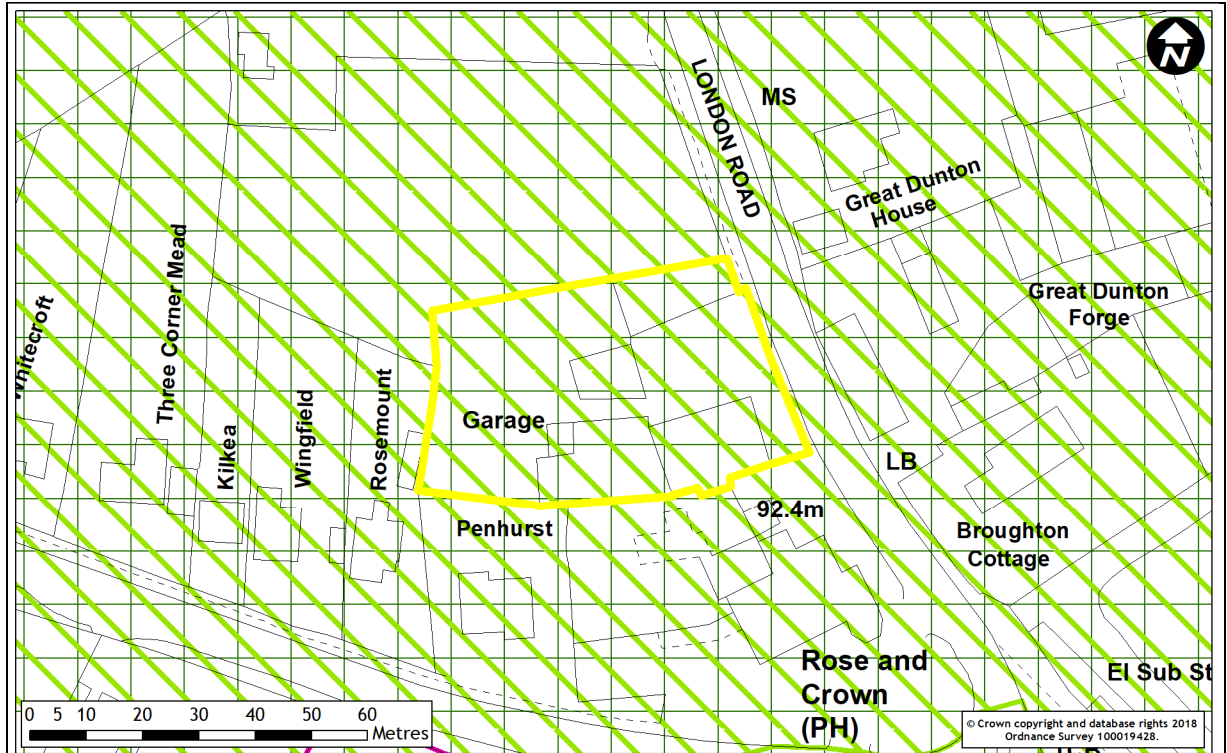 N
LONDON ROAD
MS
Great Dunton
House
Great Dunton
Forge
Whitecroft
Three Corner Mead
Kilkea
Wingfield
Rosemount
Garage
LB
Penhurst
92.4m
Broughton
Cottage
Rose and
Crown
(PH)
El Sub St
0 5 10 20 30 40 50 60
Metres
© Crown copyright and database rights 2018
Ordnance Survey 100019428.